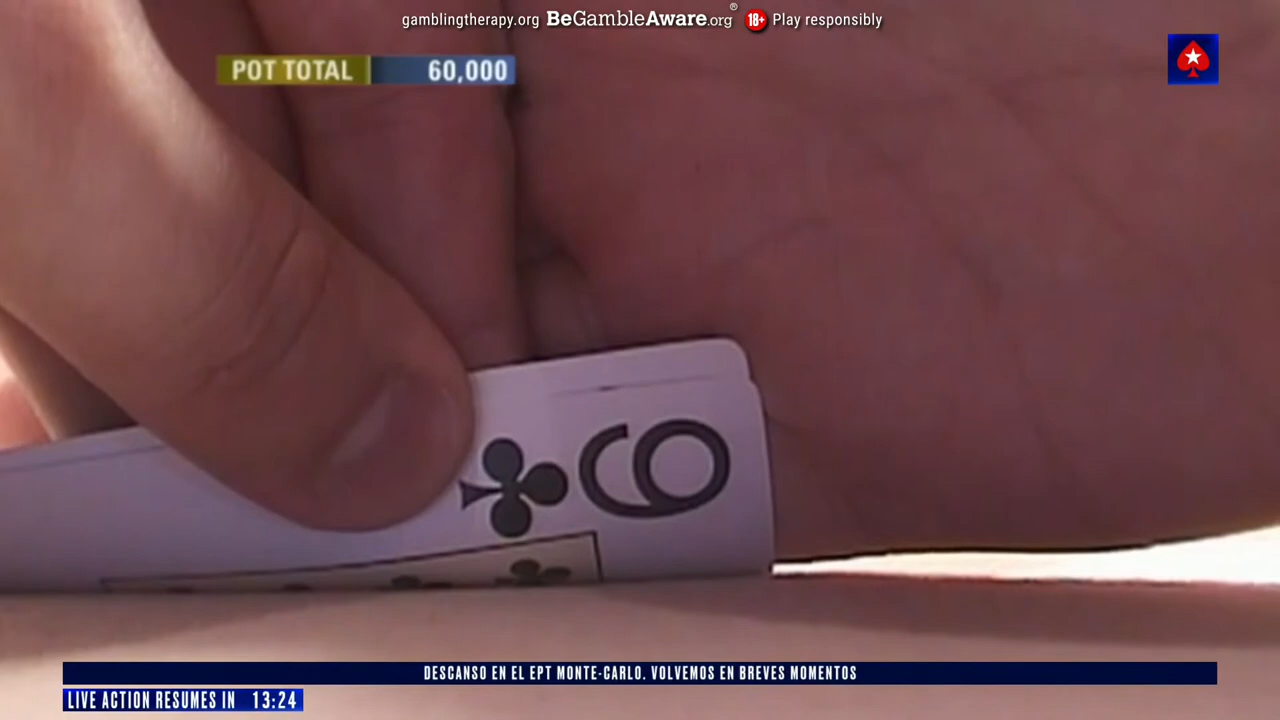 gamblingtherapy.org BeGambleAware.org® 18+ Play responsibly
POT TOTAL 60,000
9
DESCANSO EN EL EPT MONTE-CARLO. VOLVEMOS EN BREVES MOMENTOS
LIVE ACTION RESUMES IN 13:24